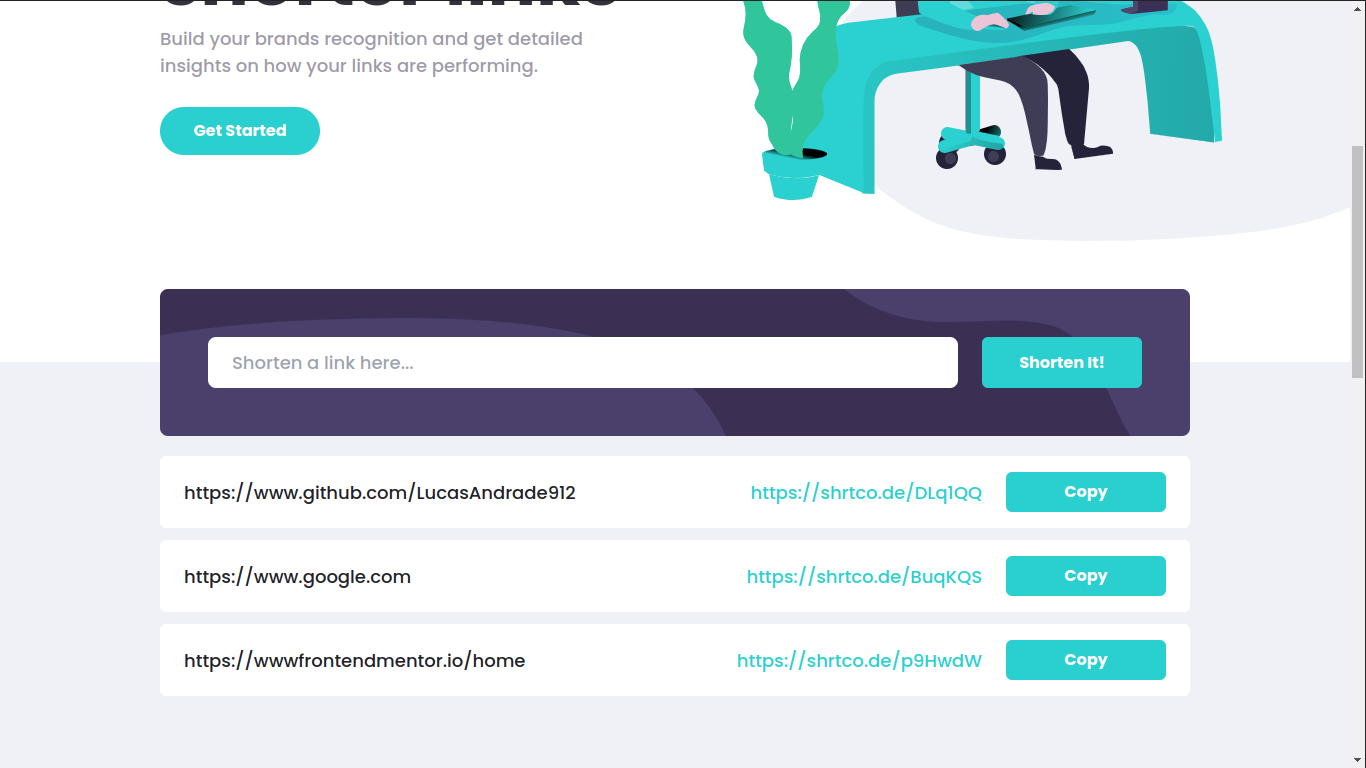 Build your brands recognition and get detailed
insights on how your links are performing.
Get Started
Shorten a link here...
Shorten It!
https://www.github.com/LucasAndrade912
https://shrtco.de/DLq1QQ
Copy
https://www.google.com
https://shrtco.de/BuqKQS
Copy
https://wwwfrontendmentor.io/home
https://shrtco.de/p9HwdW
Copy